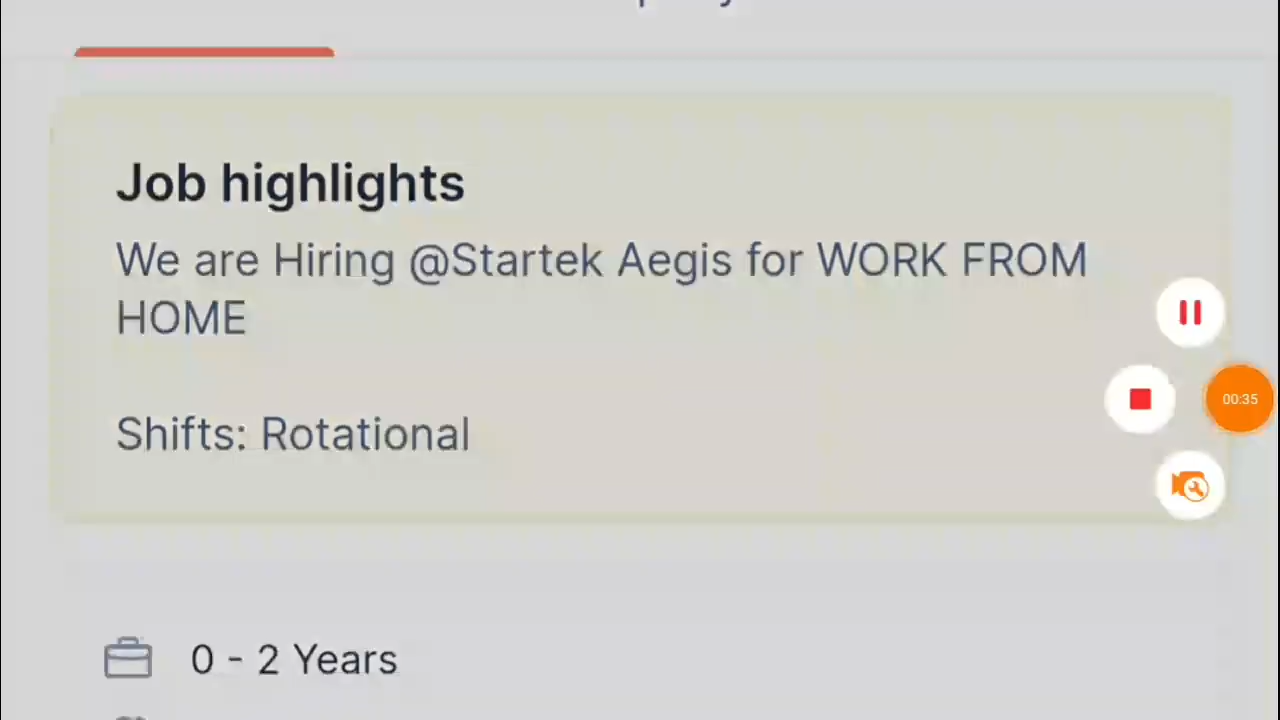 Job highlights
We are Hiring @Startek Aegis for WORK FROM
HOME
Shifts: Rotational
00:35
0 - 2 Years